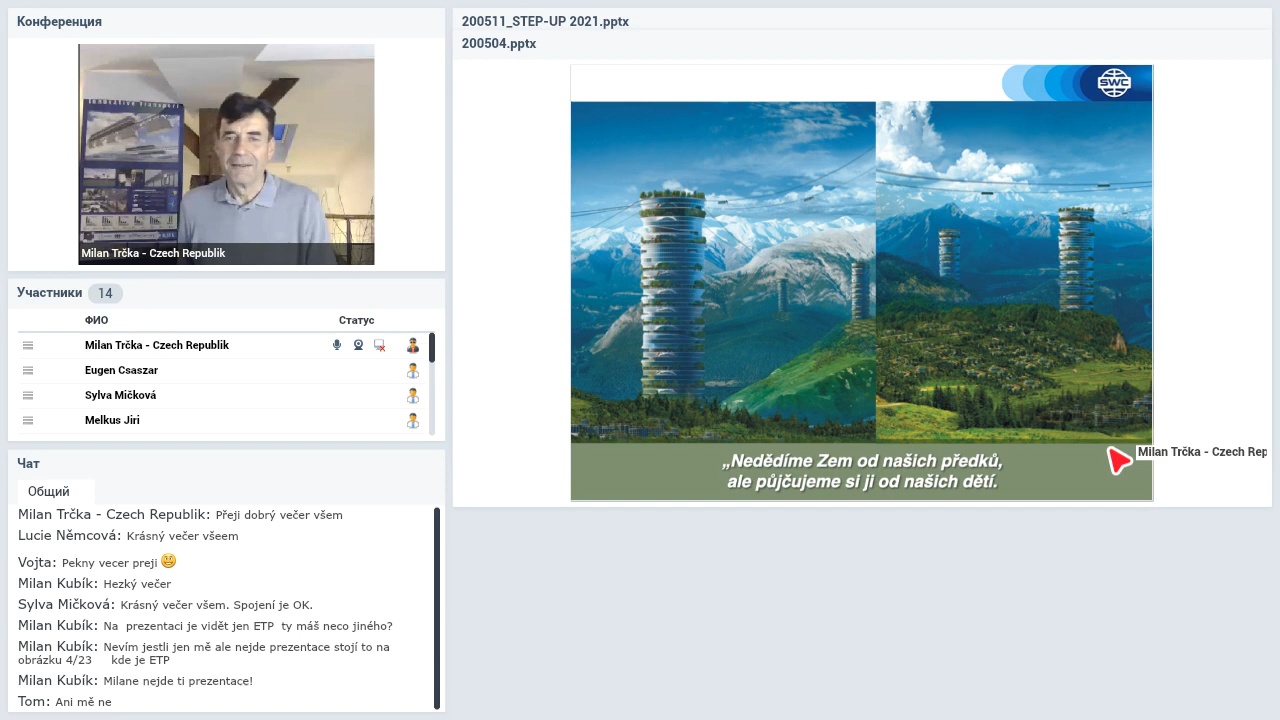 Конференция
Innovative Transport
Milan Trčka - Czech Republik
Участники 14
ФИО Статус
Milan Trčka - Czech Republik
Eugen Csaszar
Sylva Mičková
Melkus Jiri
Чат
Общий
Milan Trčka - Czech Republik: Přeji dobrý večer všem
Lucie Němcová: Krásný večer všeem
Vojta: Pekny vecer preji
Milan Kubík: Hezký večer
Sylva Mičková: Krásný večer všem. Spojení je OK.
Milan Kubík: Na prezentaci je vidět jen ETP ty máš neco jiného?
Milan Kubík: Nevím jestli jen mě ale nejde prezentace stojí to na
obrázku 4/23 kde je ETP
Milan Kubík: Milane nejde ti prezentace!
Tom: Ani mě ne
200511_STEP-UP 2021.pptx
200504.pptx
SWC
„Nedědíme Zem od našich předků,
ale půjčujeme si ji od našich dětí.
Milan Trčka - Czech Rep